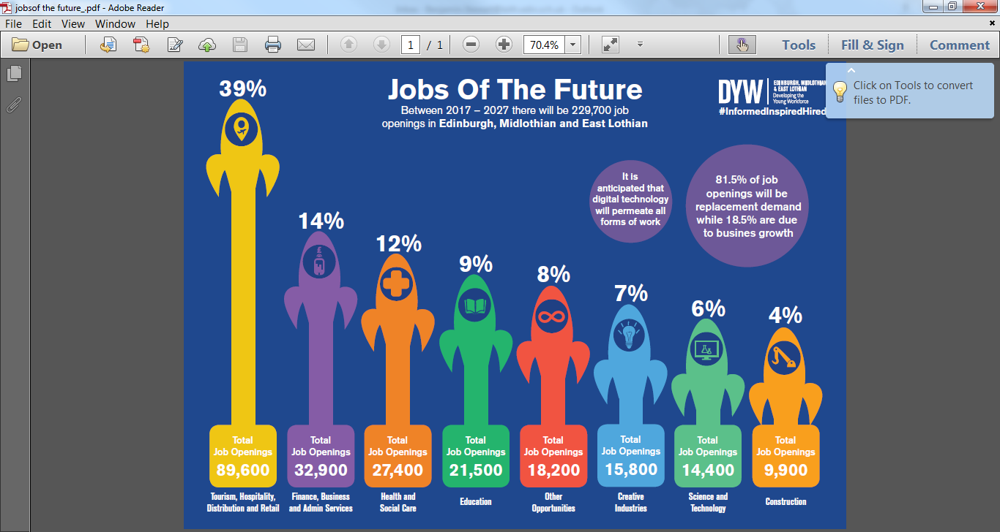 jobsof the future_.pdf - Adobe Reader
File Edit View Window Help
Open
1 / 1
70.4%
Tools
Fill & Sign
Comment
Click on Tools to convert
files to PDF.
Jobs Of The Future
Between 2017 – 2027 there will be 229,700 job
openings in Edinburgh, Midlothian and East Lothian
DYW
EDINBURGH, MIDLOTHIAN
& EAST LOTHIAN
Developing the
Young Workforce
#InformedInspiredHired
It is
anticipated that
digital technology
will permeate all
forms of work
81.5% of job
openings will be
replacement demand
while 18.5% are due
to busines growth
39%
14%
£
12%
9%
8%
7%
6%
4%
Total
Job Openings
89,600
Tourism, Hospitality,
Distribution and Retail
Total
Job Openings
32,900
Finance, Business
and Admin Services
Total
Job Openings
27,400
Health and
Social Care
Total
Job Openings
21,500
Education
Total
Job Openings
18,200
Other
Opportunities
Total
Job Openings
15,800
Creative
Industries
Total
Job Openings
14,400
Science and
Technology
Total
Job Openings
9,900
Construction